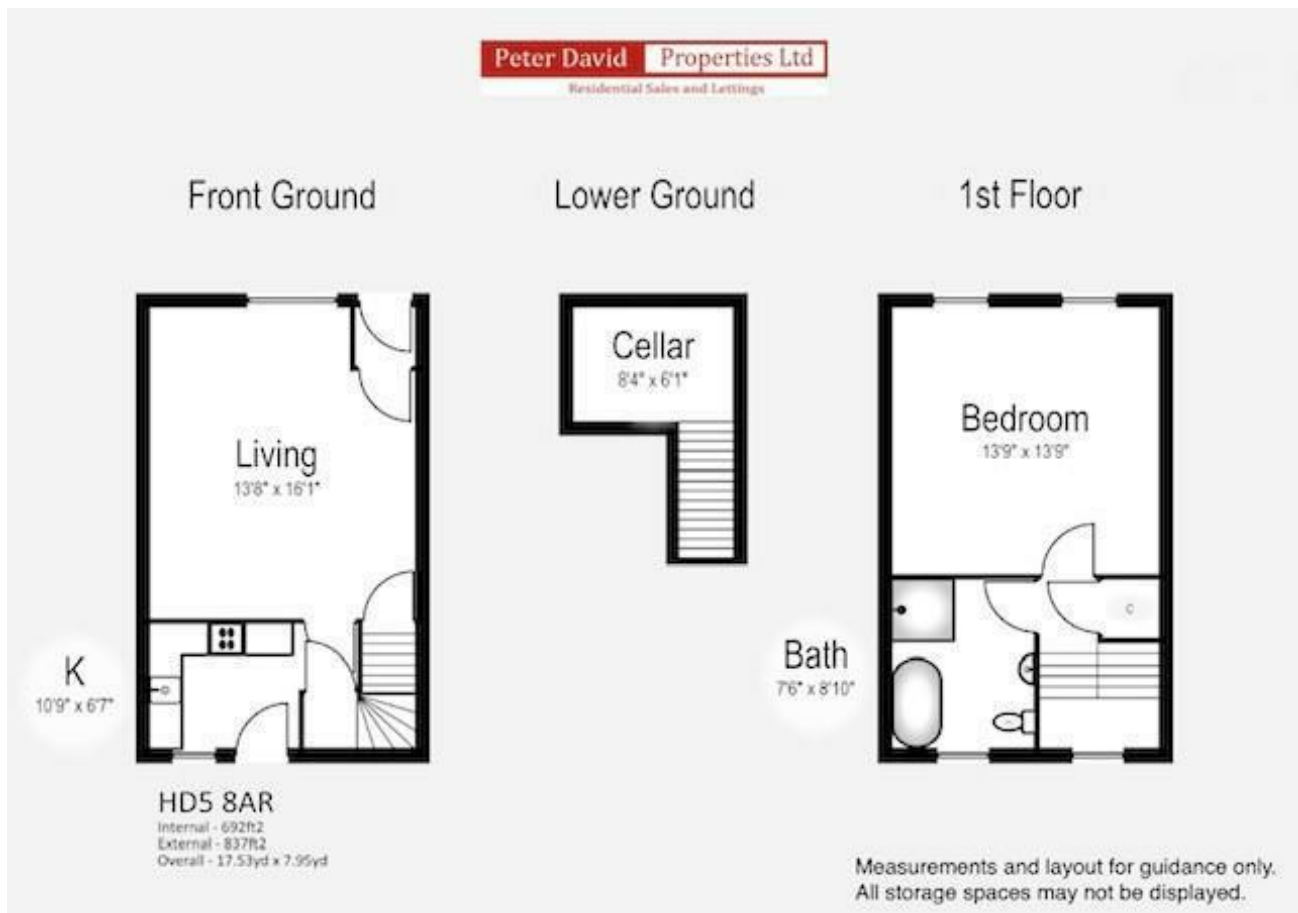 Peter David Properties Ltd
Residential Sales and Lettings
Front Ground
Lower Ground
1st Floor
Living
13'8" x 16'1"
K
10'9" x 6'7"
Cellar
8'4" x 6'1"
Bedroom
13'9" x 13'9"
C
Bath
7'6" x 8'10"
HD5 8AR
Internal - 692ft2
External - 837ft2
Overall - 17.53yd x 7.95yd
Measurements and layout for guidance only.
All storage spaces may not be displayed.